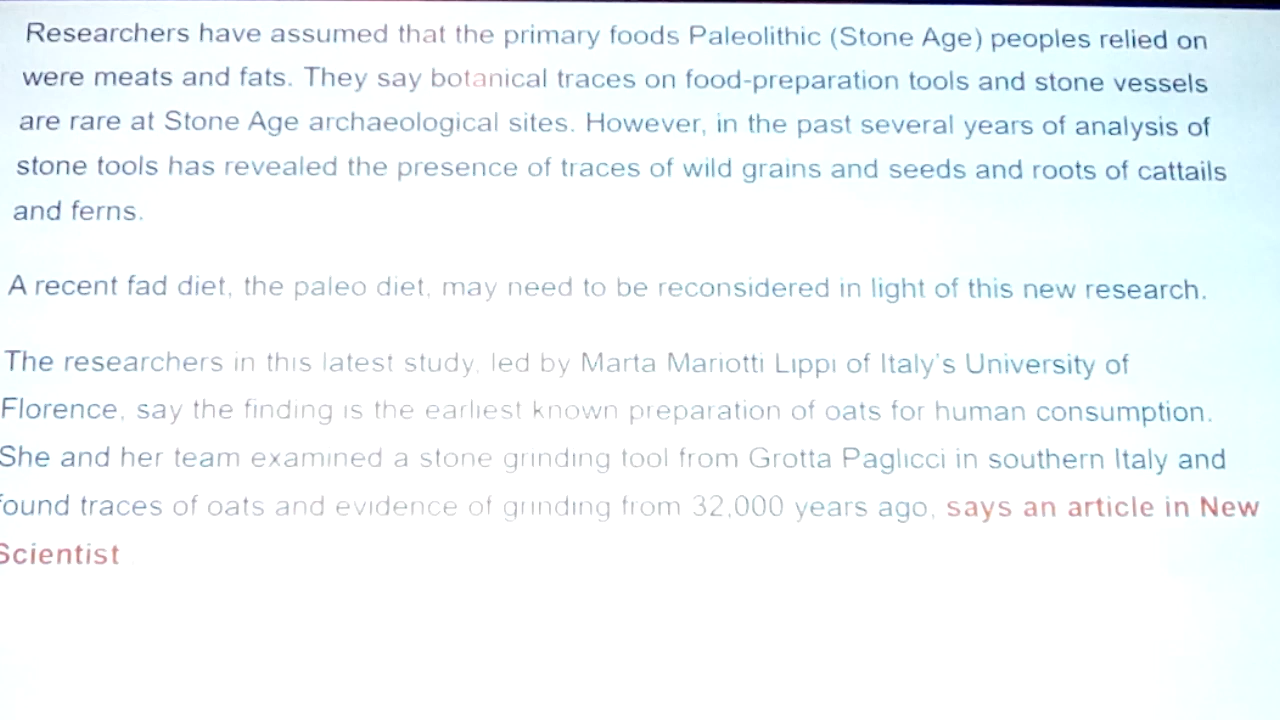 Researchers have assumed that the primary foods Paleolithic (Stone Age) peoples relied on
were meats and fats. They say botanical traces on food-preparation tools and stone vessels
are rare at Stone Age archaeological sites. However, in the past several years of analysis of
stone tools has revealed the presence of traces of wild grains and seeds and roots of cattails
and ferns.
A recent fad diet, the paleo diet, may need to be reconsidered in light of this new research.
The researchers in this latest study, led by Marta Mariotti Lippi of Italy's University of
Florence, say the finding is the earliest known preparation of oats for human consumption.
She and her team examined a stone grinding tool from Grotta Paglicci in southern Italy and
found traces of oats and evidence of grinding from 32,000 years ago, says an article in New
Scientist